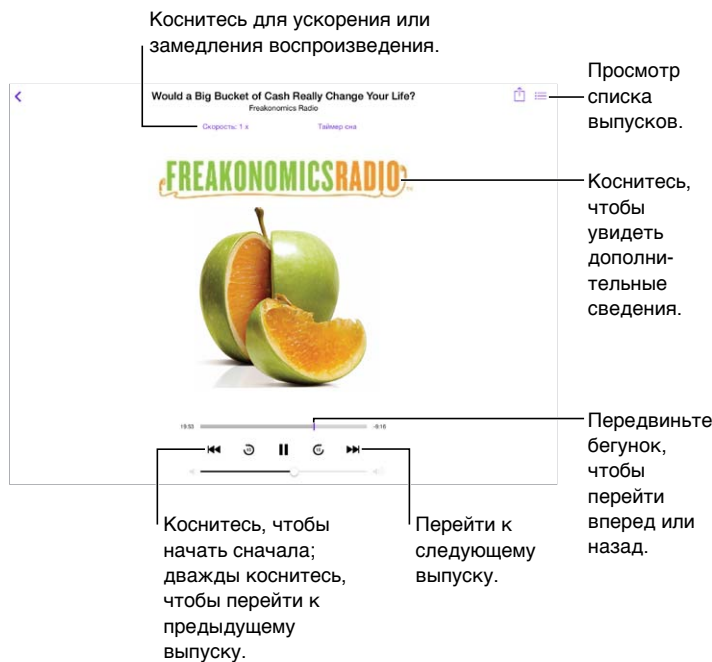 Коснитесь для ускорения или
замедления воспроизведения.
Просмотр
списка
выпусков.
Would a Big Bucket of Cash Really Change Your Life?
Freakonomics Radio
Скорость: 1 x
Таймер сна
FREAKONOMICSRADIO
Коснитесь,
чтобы
увидеть
дополни-
тельные
сведения.
19:53
-9:16
Передвиньте
бегунок,
чтобы
перейти
вперед или
назад.
Коснитесь, чтобы
начать сначала;
дважды коснитесь,
чтобы перейти к
предыдущему
выпуску.
Перейти к
следующему
выпуску.